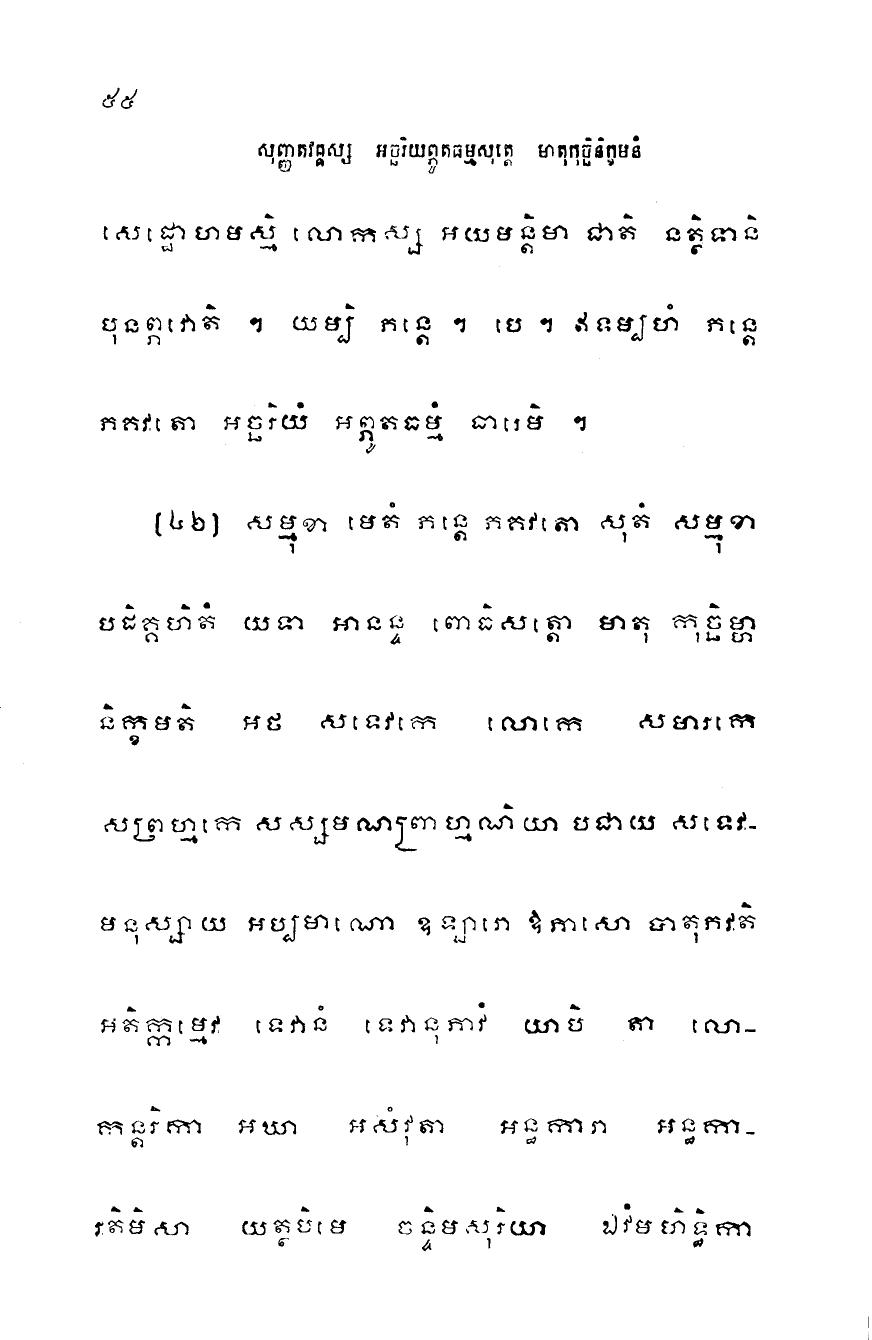 ៥៥
សុញ្ញតវគ្គស្ស អច្ឆរិយព្ភូតធម្មសុត្តេ មាតុកុច្ឆិនិក្ខមនំ
សេដ្ឋោហមស្មិ លោកស្ស អយមន្តិមា ជាតិ នត្ថិទានិ
បុនព្ភវោតិ ។ យម្បិ ភន្តេ ។ បេ ។ ឥទម្បហំ ភន្តេ
ភគវតោ អច្ឆរិយំ អព្ភូតធម្មំ ធារេមិ ។
(៤២) សម្មុខា មេតំ ភន្តេ ភគវតោ សុតំ សម្មុខា
បដិគ្គហិតំ យទា អានន្ទ ពោធិសត្តោ មាតុ កុច្ឆិម្ហា
និក្ខមតិ អថ សទេវកេ លោកេ សមារកេ
សព្រហ្មកេ សស្សមណព្រាហ្មណិយា បជាយ សទេវ-
មនុស្សាយ អប្បមាណោ ឧឡារោ ឱភាសោ បាតុភវតិ
អតិក្កម្មេវ ទេវានំ ទេវានុភាវំ យាបិ តា លោ-
កន្តរិកា អឃា អសំវុតា អន្ធការា អន្ធកា-
រតិមិសា យត្ថបិមេ ចន្ទិមសុរិយា ឯវំមហិទ្ធិកា